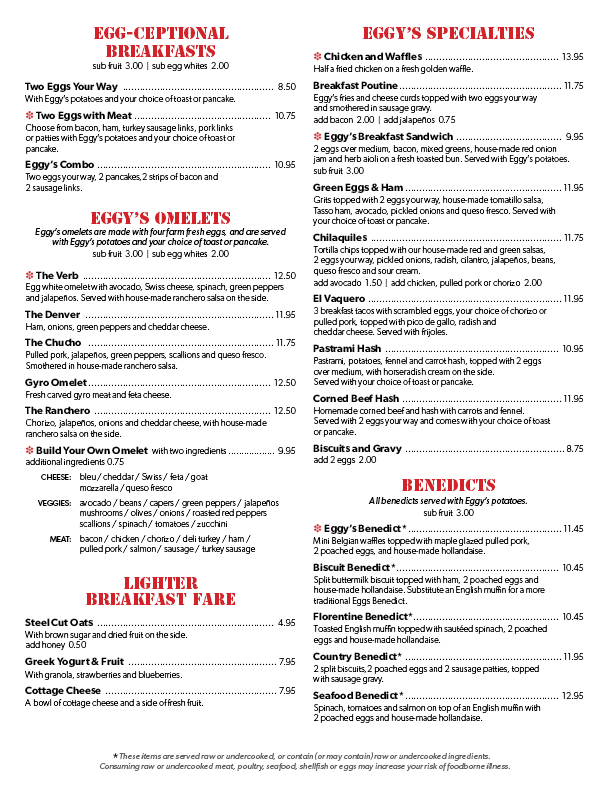 EGG-CEPTIONAL
BREAKFASTS
sub fruit 3.00 | sub egg whites 2.00
Two Eggs Your Way ........ 8.50
With Eggy's potatoes and your choice of toast or pancake.
❉ Two Eggs with Meat ........ 10.75
Choose from bacon, ham, turkey sausage links, pork links
or patties with Eggy's potatoes and your choice of toast or
pancake.
Eggy's Combo ........ 10.95
Two eggs your way, 2 pancakes, 2 strips of bacon and
2 sausage links.
EGGY'S OMELETS
Eggy's omelets are made with four farm fresh eggs, and are served
with Eggy's potatoes and your choice of toast or pancake.
sub fruit 3.00 | sub egg whites 2.00
❉ The Verb ........ 12.50
Egg white omelet with avocado, Swiss cheese, spinach, green peppers
and jalapeños. Served with house-made ranchero salsa on the side.
The Denver ........ 11.95
Ham, onions, green peppers and cheddar cheese.
The Chucho ........ 11.75
Pulled pork, jalapeños, green peppers, scallions and queso fresco.
Smothered in house-made ranchero salsa.
Gyro Omelet ........ 12.50
Fresh carved gyro meat and feta cheese.
The Ranchero ........ 12.50
Chorizo, jalapeños, onions and cheddar cheese, with house-made
ranchero salsa on the side.
❉ Build Your Own Omelet with two ingredients ........ 9.95
additional ingredients 0.75
CHEESE: bleu / cheddar / Swiss / feta / goat
mozzarella / queso fresco
VEGGIES: avocado / beans / capers / green peppers / jalapeños
mushrooms / olives / onions / roasted red peppers
scallions / spinach / tomatoes / zucchini
MEAT: bacon / chicken / chorizo / deli turkey / ham /
pulled pork / salmon / sausage / turkey sausage
LIGHTER
BREAKFAST FARE
Steel Cut Oats ........ 4.95
With brown sugar and dried fruit on the side.
add honey 0.50
Greek Yogurt & Fruit ........ 7.95
With granola, strawberries and blueberries.
Cottage Cheese ........ 7.95
A bowl of cottage cheese and a side of fresh fruit.
EGGY'S SPECIALTIES
❉ Chicken and Waffles ........ 13.95
Half a fried chicken on a fresh golden waffle.
Breakfast Poutine ........ 11.75
Eggy's fries and cheese curds topped with two eggs your way
and smothered in sausage gravy.
add bacon 2.00 | add jalapeños 0.75
❉ Eggy's Breakfast Sandwich ........ 9.95
2 eggs over medium, bacon, mixed greens, house-made red onion
jam and herb aioli on a fresh toasted bun. Served with Eggy's potatoes.
sub fruit 3.00
Green Eggs & Ham ........ 11.95
Grits topped with 2 eggs your way, house-made tomatillo salsa,
Tasso ham, avocado, pickled onions and queso fresco. Served with
your choice of toast or pancake.
Chilaquiles ........ 11.75
Tortilla chips topped with our house-made red and green salsas,
2 eggs your way, pickled onions, radish, cilantro, jalapeños, beans,
queso fresco and sour cream.
add avocado 1.50 | add chicken, pulled pork or chorizo 2.00
El Vaquero ........ 11.95
3 breakfast tacos with scrambled eggs, your choice of chorizo or
pulled pork, topped with pico de gallo, radish and
cheddar cheese. Served with frijoles.
Pastrami Hash ........ 10.95
Pastrami, potatoes, fennel and carrot hash, topped with 2 eggs
over medium, with horseradish cream on the side.
Served with your choice of toast or pancake.
Corned Beef Hash ........ 11.95
Homemade corned beef and hash with carrots and fennel.
Served with 2 eggs your way and comes with your choice of toast
or pancake.
Biscuits and Gravy ........ 8.75
add 2 eggs 2.00
BENEDICTS
All benedicts served with Eggy's potatoes.
sub fruit 3.00
❉ Eggy's Benedict* ........ 11.45
Mini Belgian waffles topped with maple glazed pulled pork,
2 poached eggs, and house-made hollandaise.
Biscuit Benedict* ........ 10.45
Split buttermilk biscuit topped with ham, 2 poached eggs and
house-made hollandaise. Substitute an English muffin for a more
traditional Eggs Benedict.
Florentine Benedict* ........ 10.45
Toasted English muffin topped with sautéed spinach, 2 poached
eggs and house-made hollandaise.
Country Benedict* ........ 11.95
2 split biscuits, 2 poached eggs and 2 sausage patties, topped
with sausage gravy.
Seafood Benedict* ........ 12.95
Spinach, tomatoes and salmon on top of an English muffin with
2 poached eggs and house-made hollandaise.
*These items are served raw or undercooked, or contain (or may contain) raw or undercooked ingredients.
Consuming raw or undercooked meat, poultry, seafood, shellfish or eggs may increase your risk of foodborne illness.